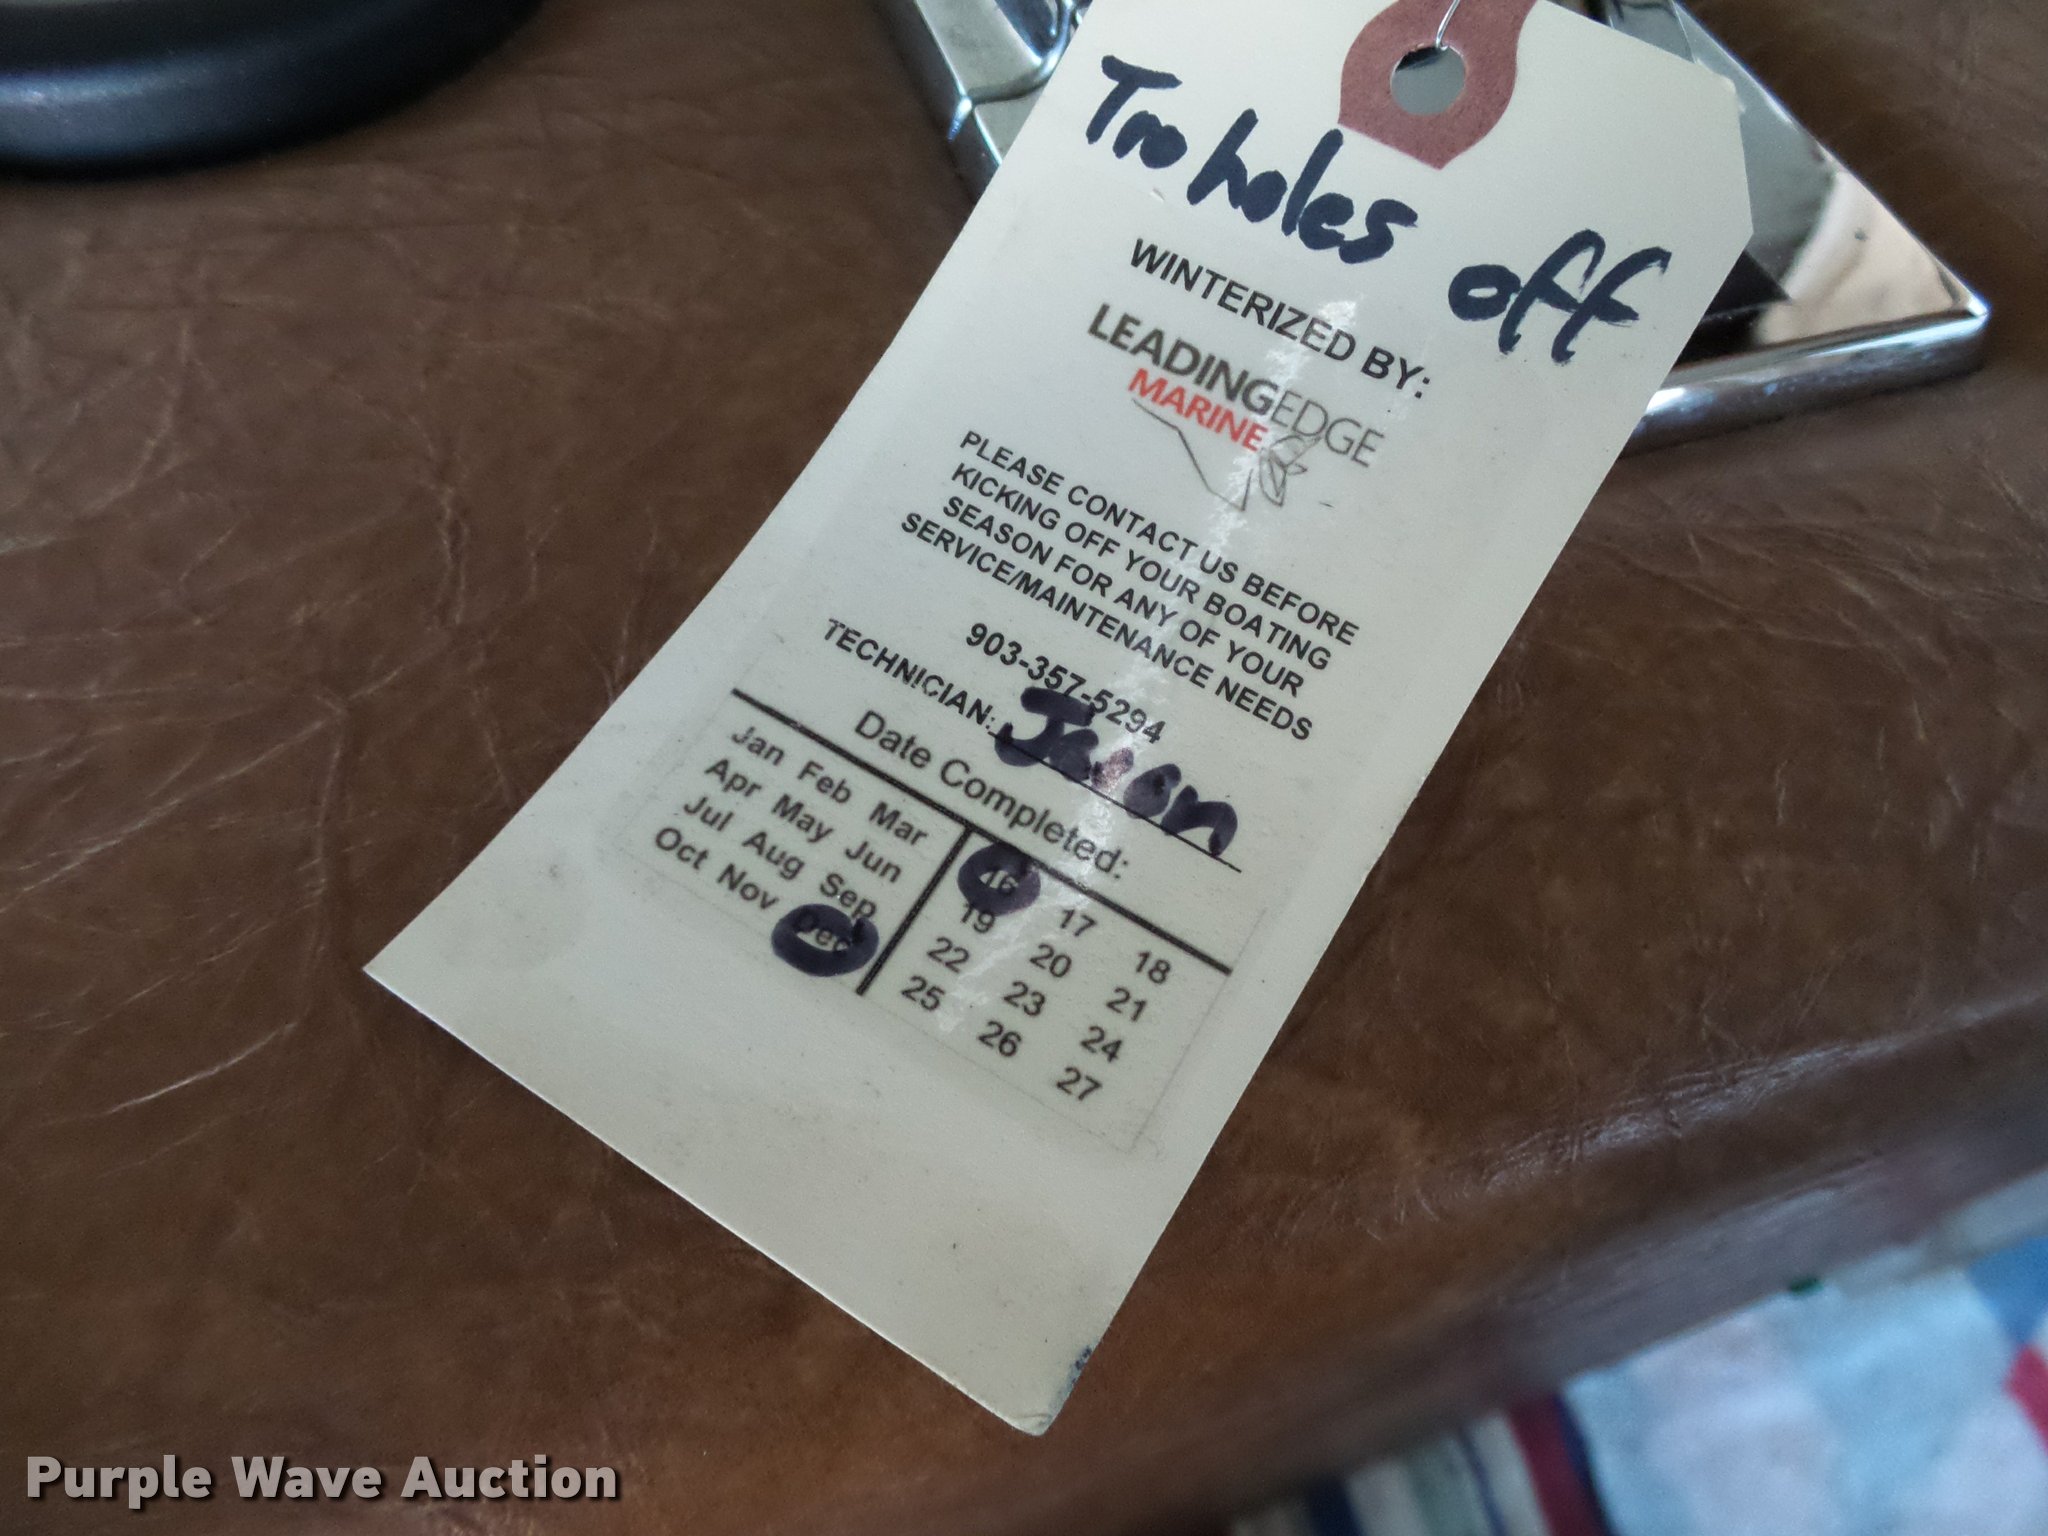 Tro holes off
WINTERIZED BY:
LEADINGEDGE
MARINE
PLEASE CONTACT US BEFORE
KICKING OFF YOUR BOATING
SEASON FOR ANY OF YOUR
SERVICE/MAINTENANCE NEEDS
903-357-5294
TECHNICIAN: Jason
Date Completed:
Jan Feb Mar
Apr May Jun
Jul Aug Sep
Oct Nov Dec
16 17 18
19 20 21
22 23 24
25 26 27
Purple Wave Auction